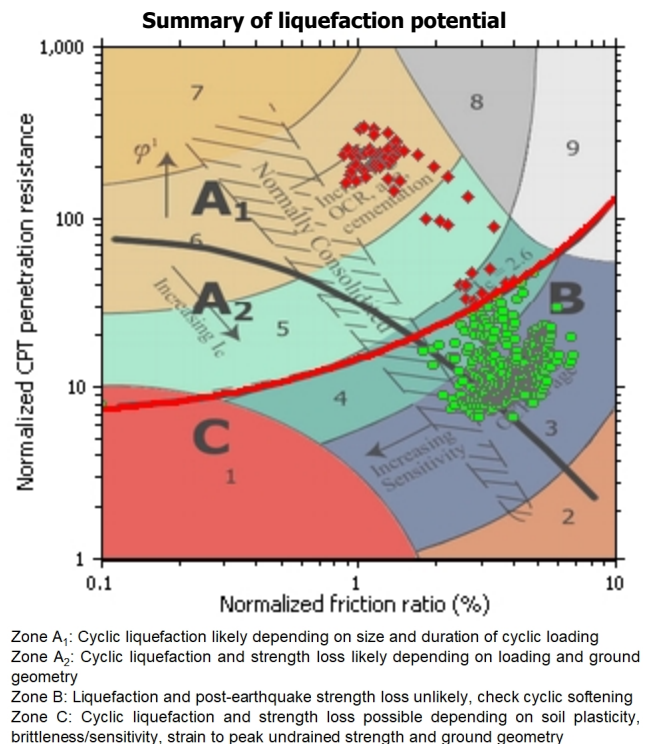 Summary of liquefaction potential
1,000
7
8
9
φ'
A1
Increasing
OCR, age,
cementation
Normally Consolidated
100
6
A2
Increasing Ic
5
Ic = 2.6
B
10
4
C
1
3
Increasing
Sensitivity
2
1
0.1
1
10
Normalized CPT penetration resistance
Normalized friction ratio (%)
Zone A1: Cyclic liquefaction likely depending on size and duration of cyclic loading
Zone A2: Cyclic liquefaction and strength loss likely depending on loading and ground
geometry
Zone B: Liquefaction and post-earthquake strength loss unlikely, check cyclic softening
Zone C: Cyclic liquefaction and strength loss possible depending on soil plasticity,
brittleness/sensitivity, strain to peak undrained strength and ground geometry